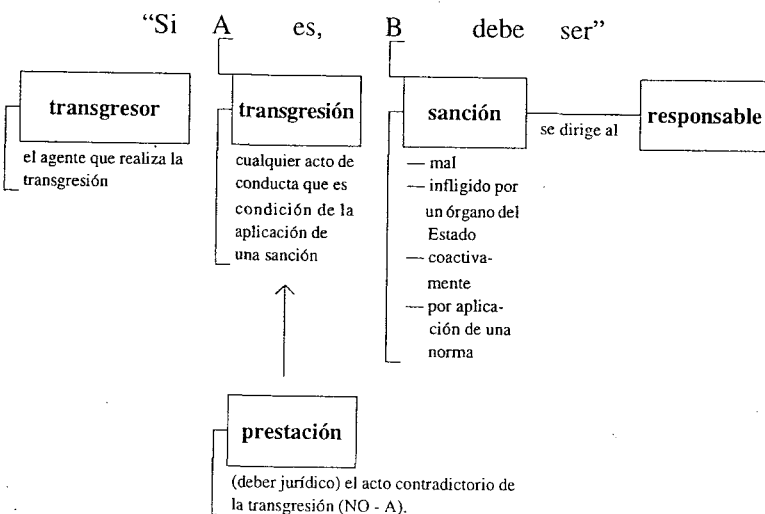 “Si A es, B debe ser”
transgresor
el agente que realiza la
transgresión
transgresión
cualquier acto de
conducta que es
condición de la
aplicación de
una sanción
sanción
— mal
— infligido por
un órgano del
Estado
— coactiva-
mente
— por aplica-
ción de una
norma
se dirige al
responsable
prestación
(deber jurídico) el acto contradictorio de
la transgresión (NO - A).